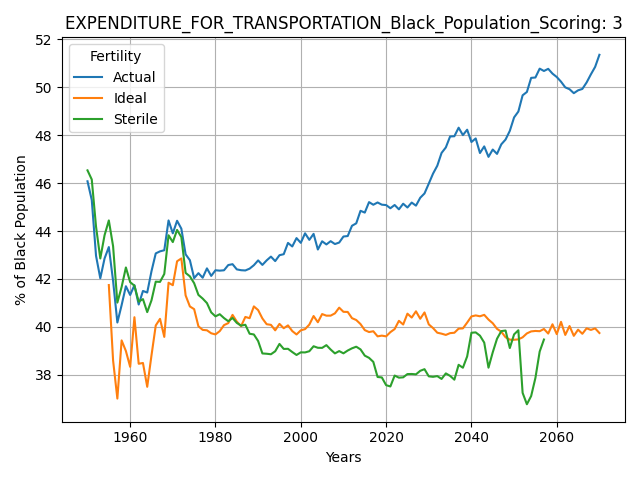 EXPENDITURE_FOR_TRANSPORTATION_Black_Population_Scoring: 3
Fertility
Actual
Ideal
Sterile
% of Black Population
52
50
48
46
44
42
40
38
1960
1980
2000
2020
2040
2060
Years